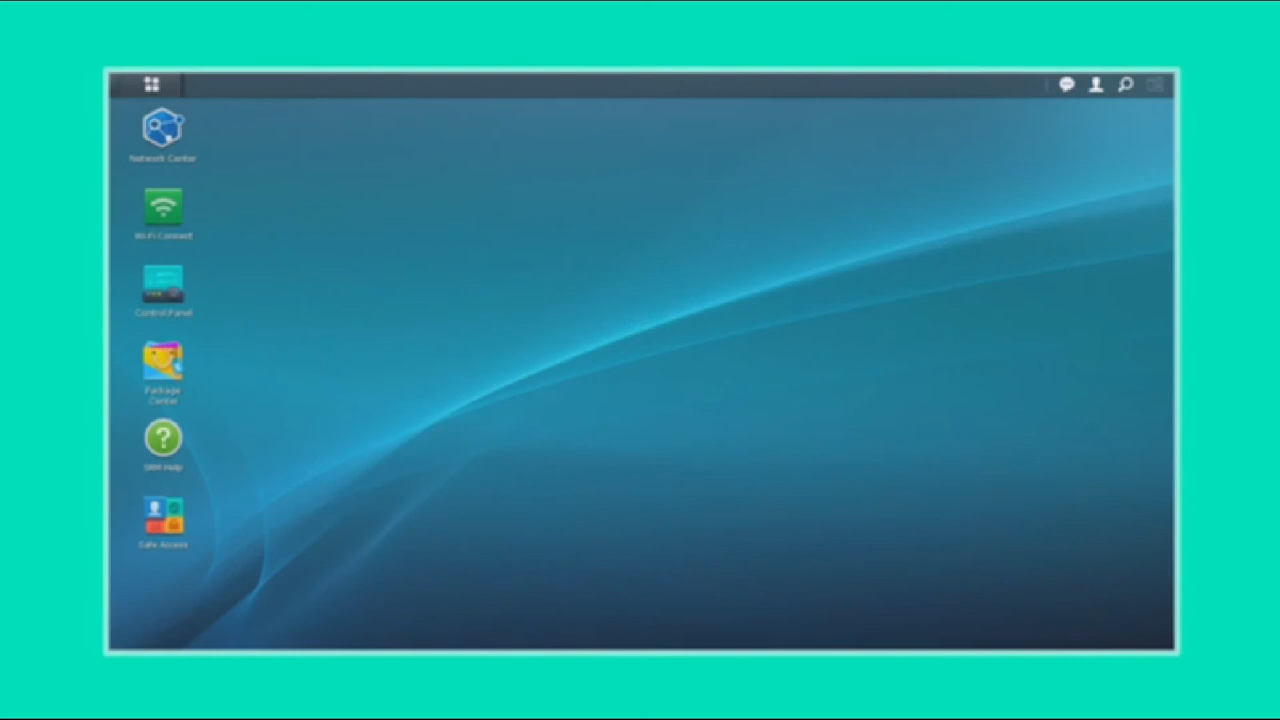 Network Center
Wi-Fi Connect
Control Panel
Package
Center
SRM Help
Safe Access